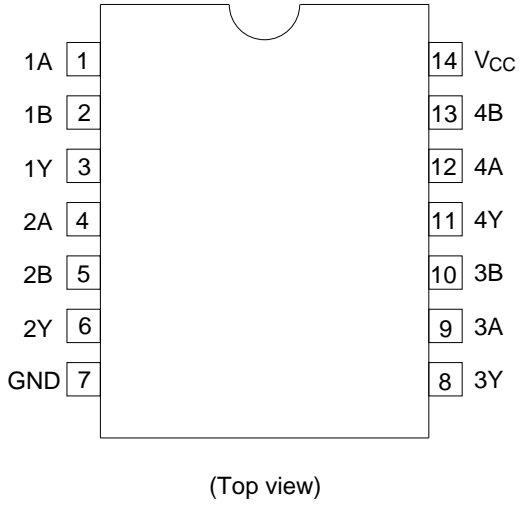 1A 1 14 VCC
1B 2 13 4B
1Y 3 12 4A
2A 4 11 4Y
2B 5 10 3B
2Y 6 9 3A
GND 7 8 3Y
(Top view)